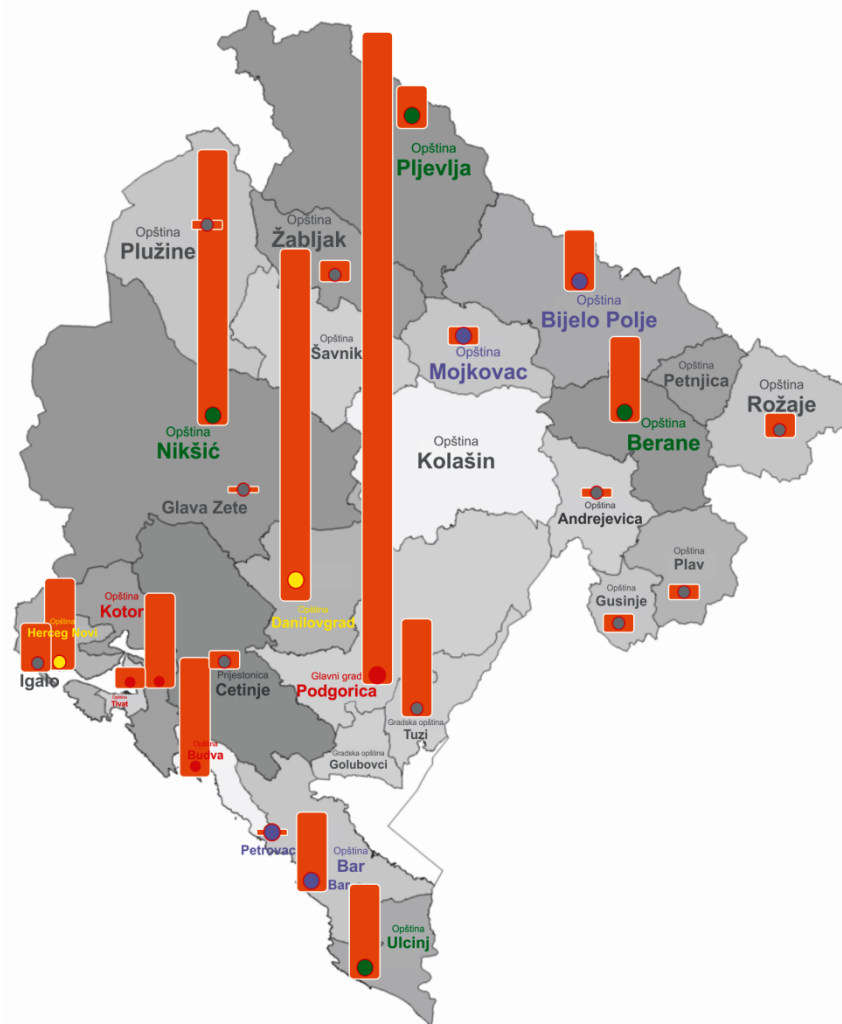 Opština
Pljevlja
Opština
Plužine
Opština
Žabljak
Opština
Bijelo Polje
Opština
Šavnik
Opština
Mojkovac
Opština
Petnjica
Opština
Rožaje
Opština
Nikšić
Opština
Kolašin
Opština
Berane
Glava Zete
Opština
Andrejevica
Opština
Plav
Opština
Gusinje
Opština
Kotor
Opština
Herceg Novi
Opština
Danilovgrad
Igalo
Prijestonica
Cetinje
Glavni grad
Podgorica
Opština
Tivat
Gradska opština
Tuzi
Opština
Budva
Gradska opština
Golubovci
Petrovac
Opština
Bar
Bar
Opština
Ulcinj